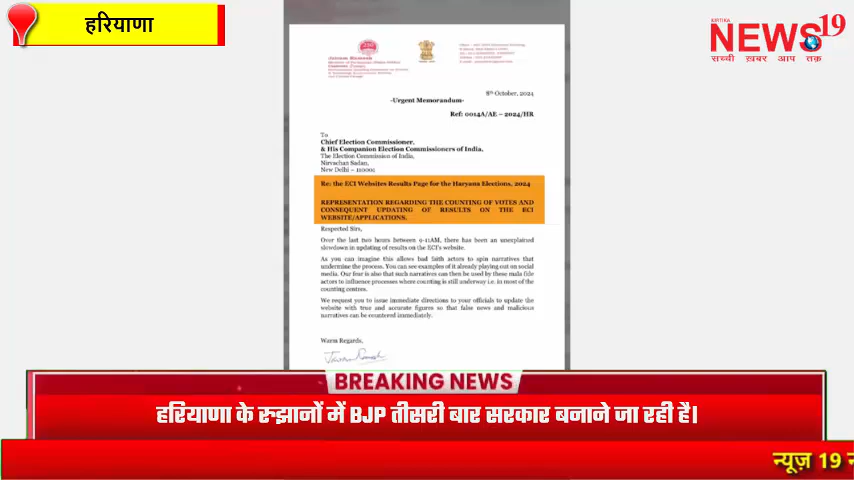 हरियाणा
KIRTIKA
NEWS 19
सच्ची ख़बर आप तक़
Jairam Ramesh
8th October, 2024
-Urgent Memorandum-
Ref: 0014A/AE – 2024/HR
To
Chief Election Commissioner,
& His Companion Election Commissioners of India,
The Election Commission of India,
Nirvachan Sadan,
New Delhi – 110001
Re: the ECI Websites Results Page for the Haryana Elections, 2024
REPRESENTATION REGARDING THE COUNTING OF VOTES AND
CONSEQUENT UPDATING OF RESULTS ON THE ECI
WEBSITE/APPLICATIONS.
Respected Sirs,
Over the last two hours between 9-11AM, there has been an unexplained
slowdown in updating of results on the ECI's website.
As you can imagine this allows bad faith actors to spin narratives that
undermine the process. You can see examples of it already playing out on social
media. Our fear is also that such narratives can then be used by these mala fide
actors to influence processes where counting is still underway i.e. in most of the
counting centres.
We request you to issue immediate directions to your officials to update the
website with true and accurate figures so that false news and malicious
narratives can be countered immediately.
Warm Regards,
Jairam Ramesh
BREAKING NEWS
हरियाणा के रुझानों में BJP तीसरी बार सरकार बनाने जा रही है।
न्यूज़ 19